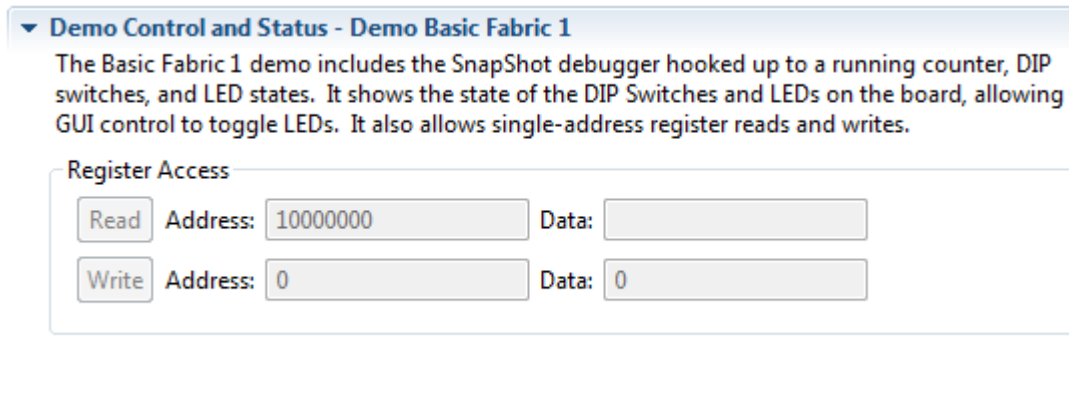 Demo Control and Status - Demo Basic Fabric 1
The Basic Fabric 1 demo includes the SnapShot debugger hooked up to a running counter, DIP
switches, and LED states. It shows the state of the DIP Switches and LEDs on the board, allowing
GUI control to toggle LEDs. It also allows single-address register reads and writes.
Register Access
Read Address: 10000000 Data:
Write Address: 0 Data: 0